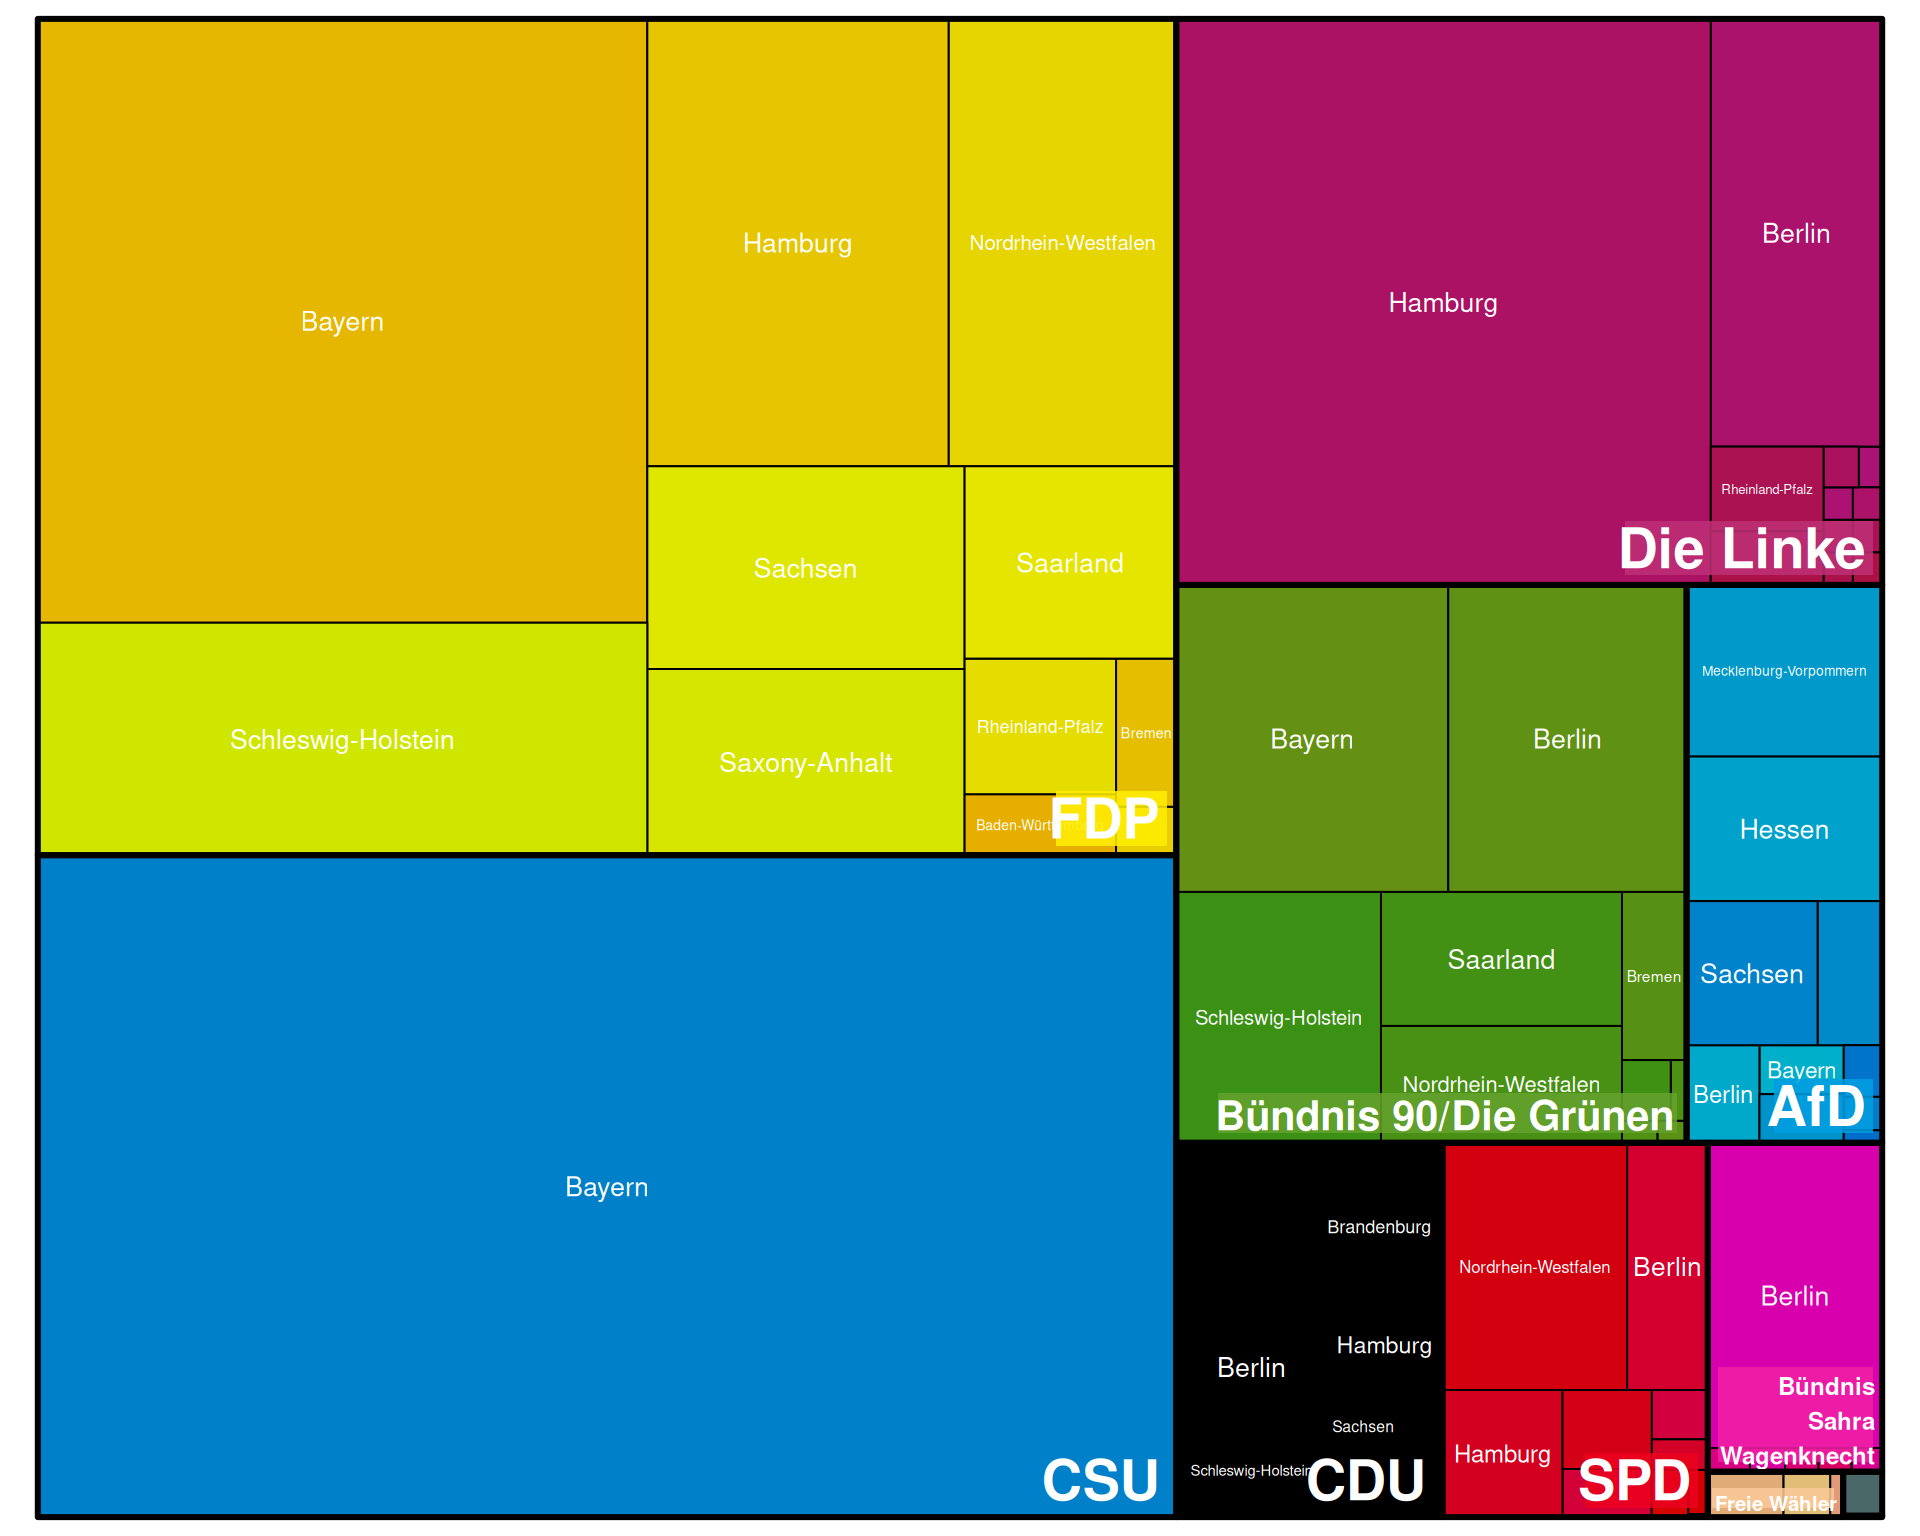 Bayern
Hamburg
Nordrhein-Westfalen
Schleswig-Holstein
Sachsen
Saarland
Saxony-Anhalt
Rheinland-Pfalz
Bremen
FDP
Bayern
CSU
Hamburg
Berlin
Rheinland-Pfalz
Die Linke
Bayern
Berlin
Schleswig-Holstein
Saarland
Bremen
Nordrhein-Westfalen
Bündnis 90/Die Grünen
Mecklenburg-Vorpommern
Hessen
Sachsen
Berlin
Bayern
AfD
Brandenburg
Berlin
Hamburg
Sachsen
Schleswig-Holstein
CDU
Nordrhein-Westfalen
Berlin
Hamburg
SPD
Berlin
Bündnis
Sahra
Wagenknecht
Freie Wähler